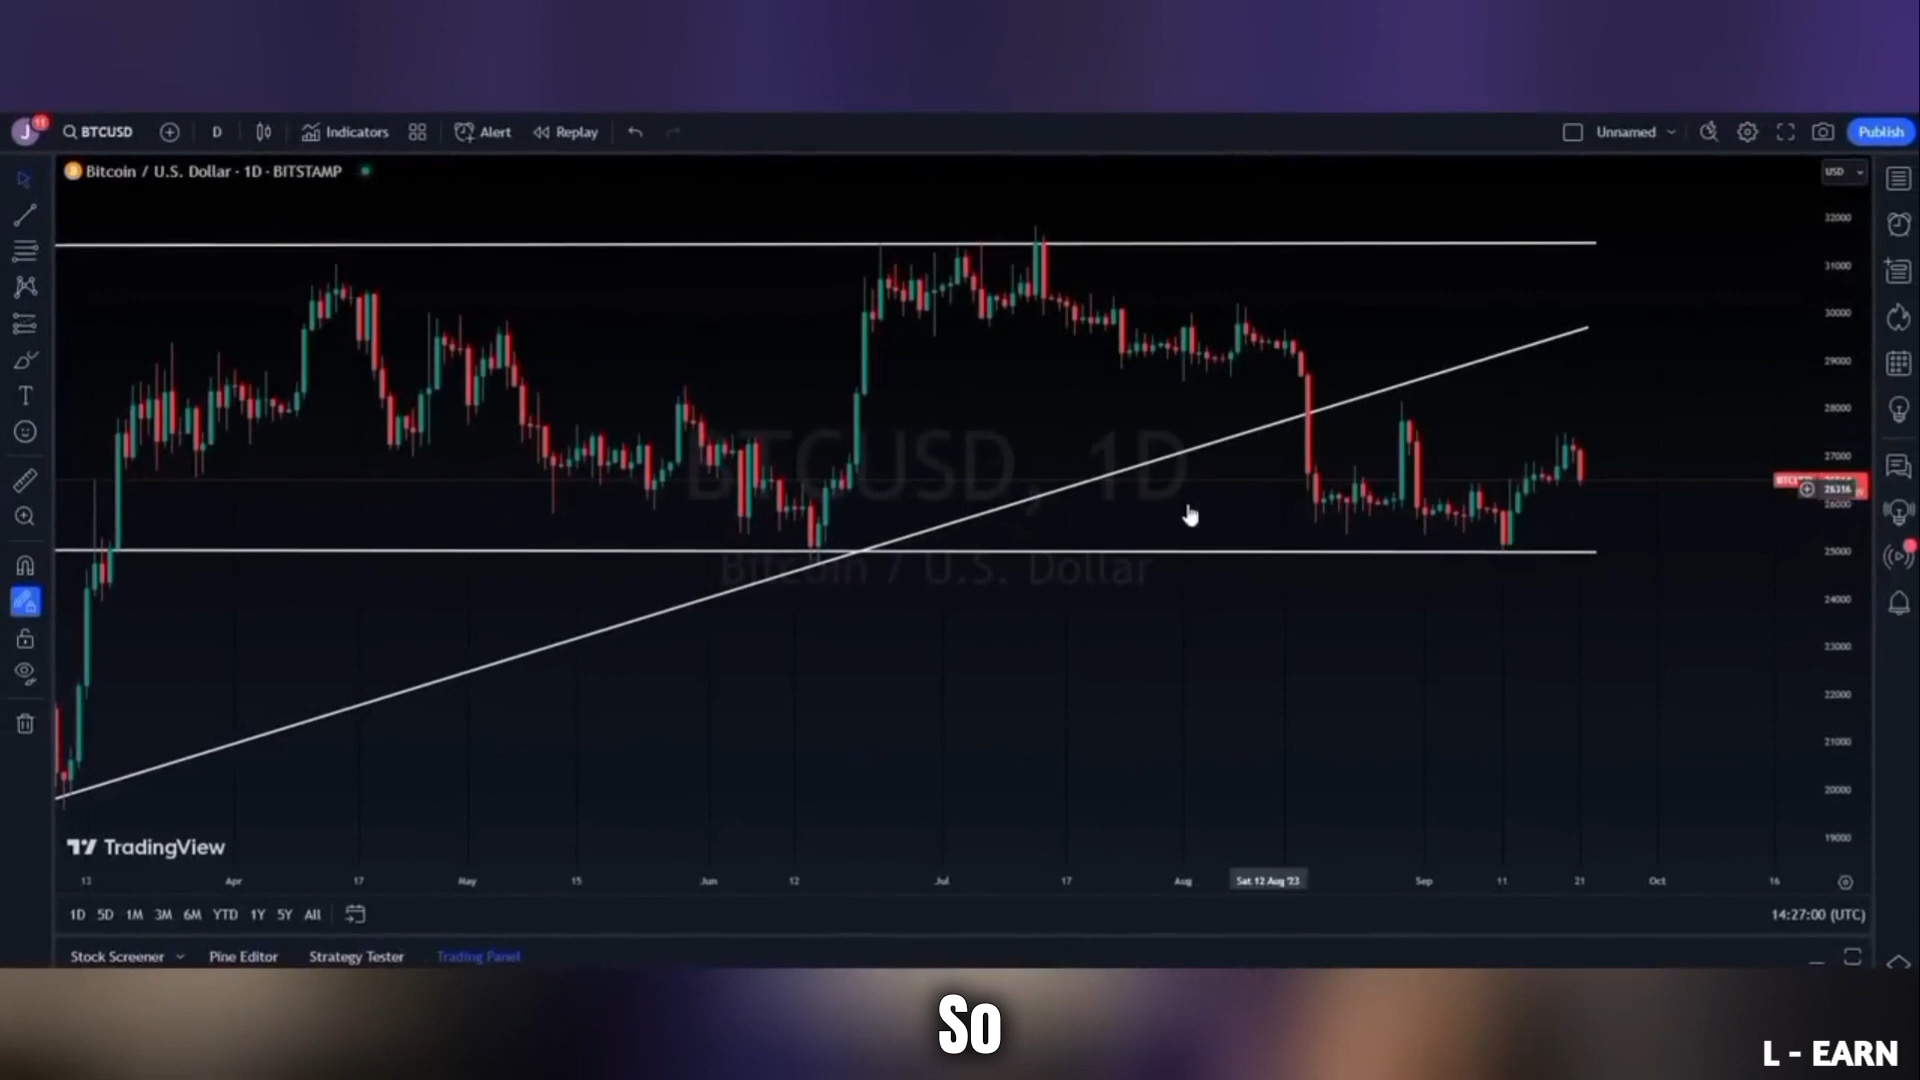 J 11 BTCUSD D Indicators Alert Replay Unnamed Publish
Bitcoin / U.S. Dollar · 1D · BITSTAMP
USD
32000
31000
30000
29000
28000
BTCUSD, 1D
27000
26316
26000
25000
Bitcoin / U.S. Dollar
24000
23000
22000
21000
20000
19000
TradingView
13 Apr 17 May 15 Jun 12 Jul 17 Aug Sat 12 Aug '23 Sep 11 21 Oct 16
1D 5D 1M 3M 6M YTD 1Y 5Y All 14:27:00 (UTC)
Stock Screener Pine Editor Strategy Tester Trading Panel
So
L - EARN